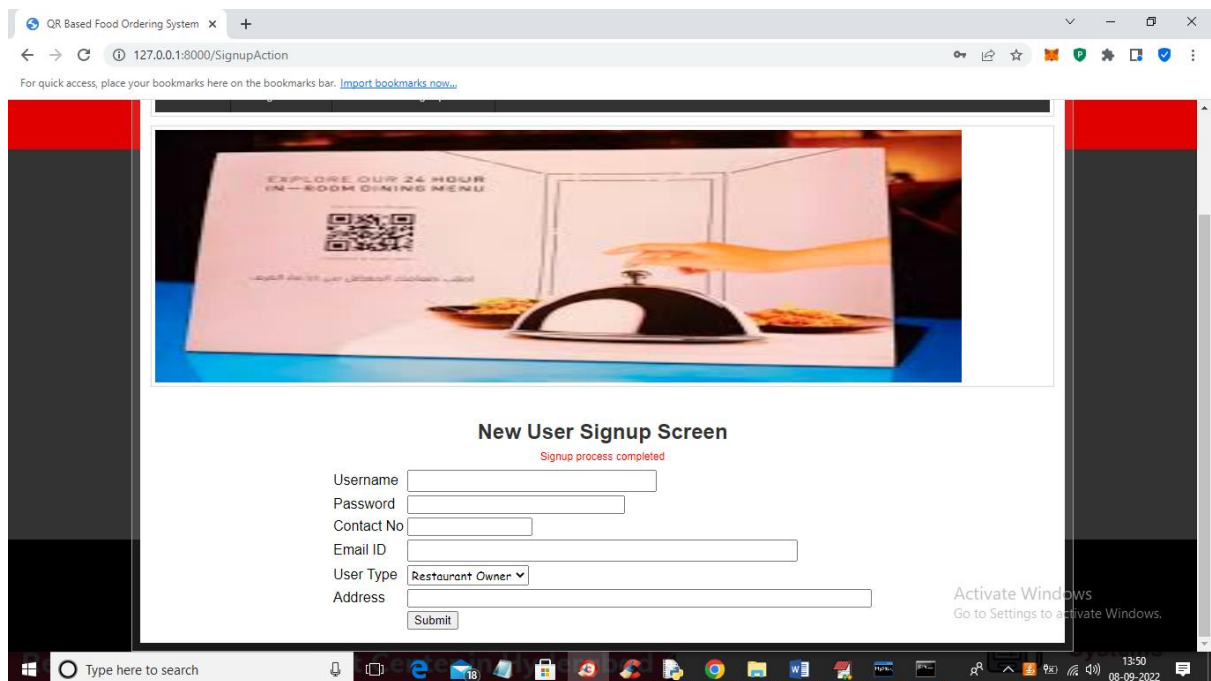 QR Based Food Ordering System
127.0.0.1:8000/SignupAction
For quick access, place your bookmarks here on the bookmarks bar. Import bookmarks now...
EXPLORE OUR 24 HOUR
IN-ROOM DINING MENU
New User Signup Screen
Signup process completed
Username
Password
Contact No
Email ID
User Type Restaurant Owner
Address
Submit
Activate Windows
Go to Settings to activate Windows.
Type here to search
18
13:50
08-09-2022